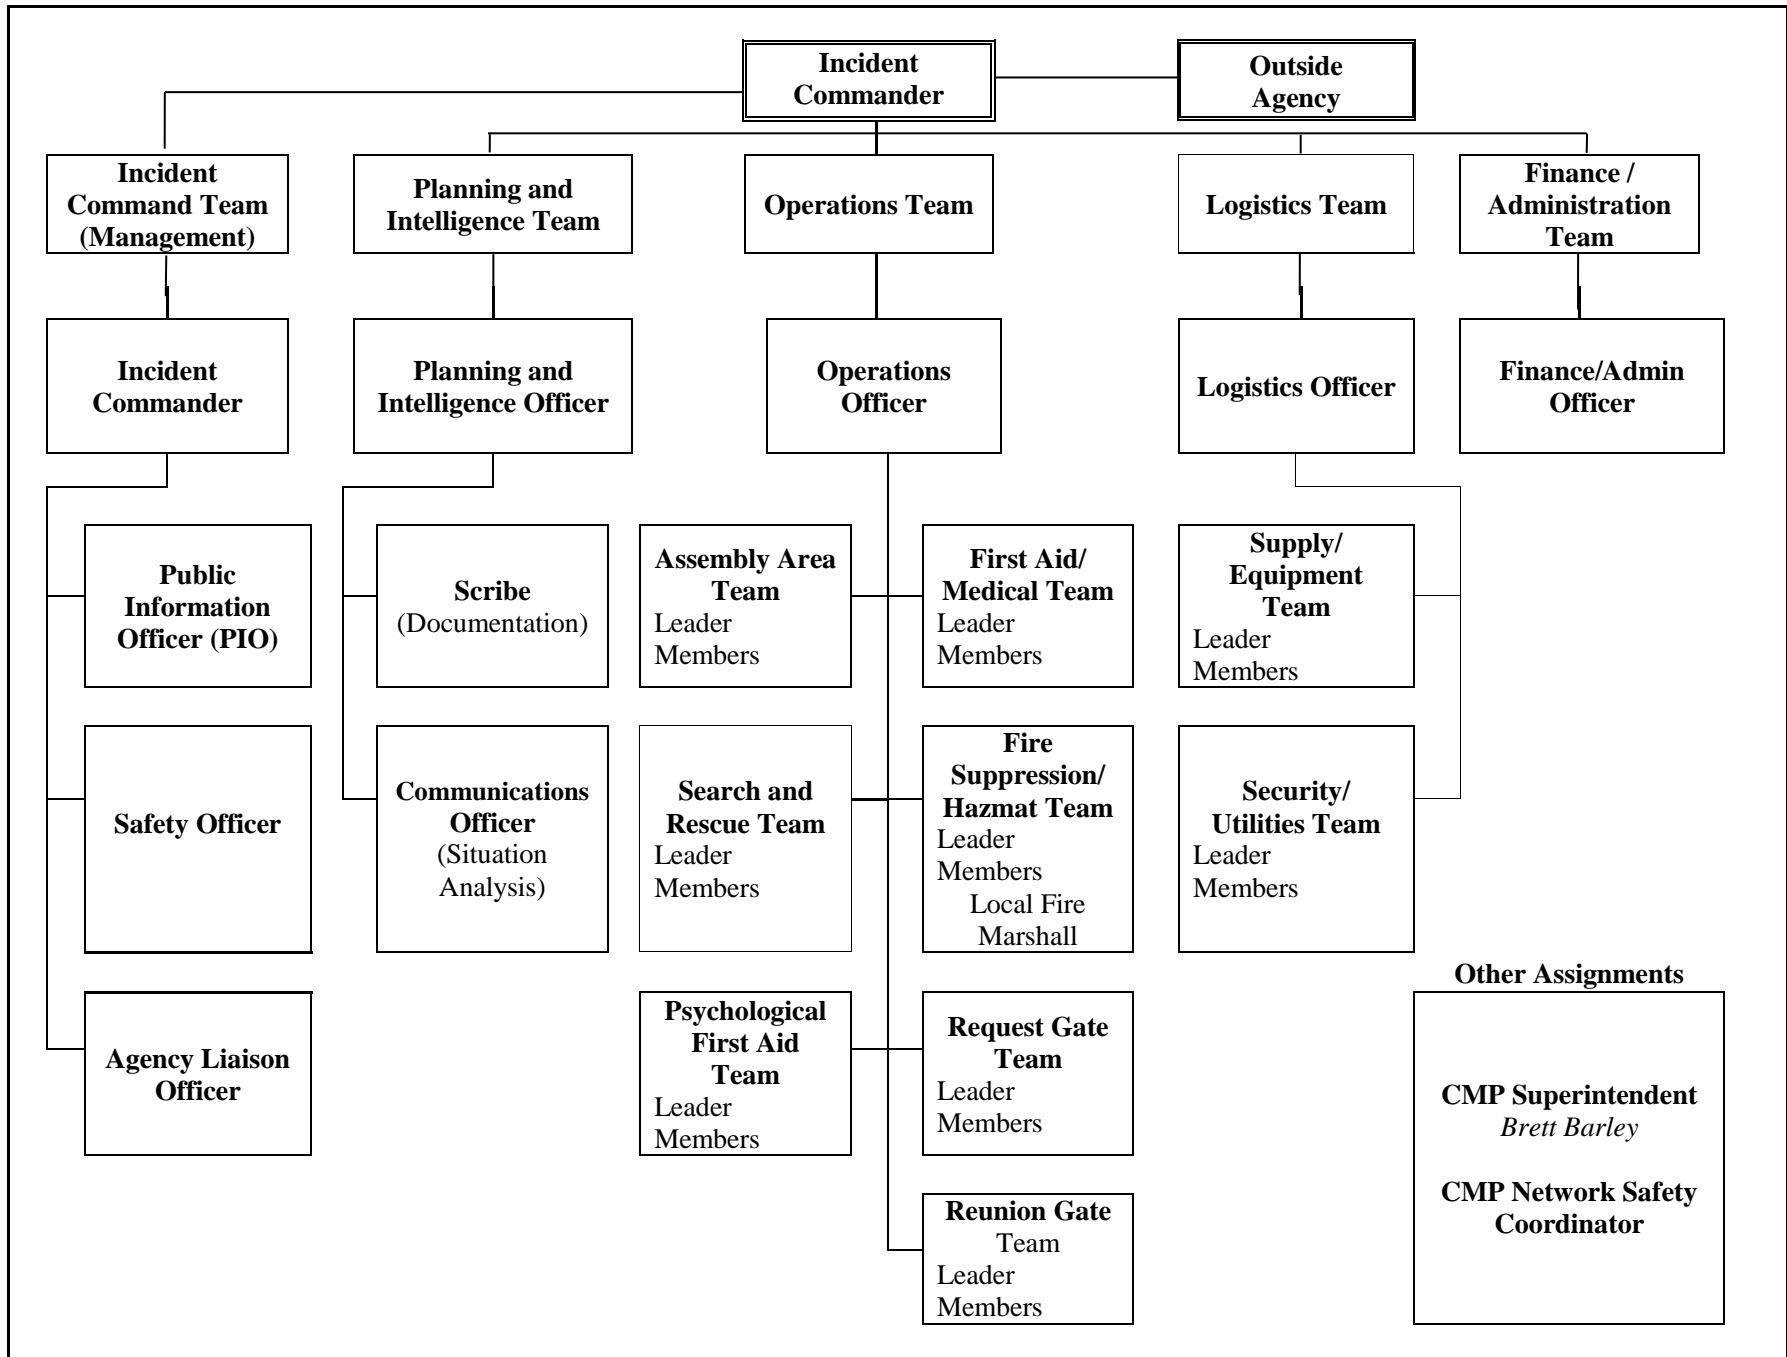 Incident
Commander
Outside
Agency
Incident
Command Team
(Management)
Planning and
Intelligence Team
Operations Team
Logistics Team
Finance /
Administration
Team
Incident
Commander
Planning and
Intelligence Officer
Operations
Officer
Logistics Officer
Finance/Admin
Officer
Public
Information
Officer (PIO)
Scribe
(Documentation)
Assembly Area
Team
Leader
Members
First Aid/
Medical Team
Leader
Members
Supply/
Equipment
Team
Leader
Members
Safety Officer
Communications
Officer
(Situation
Analysis)
Search and
Rescue Team
Leader
Members
Fire
Suppression/
Hazmat Team
Leader
Members
Local Fire
Marshall
Security/
Utilities Team
Leader
Members
Agency Liaison
Officer
Psychological
First Aid
Team
Leader
Members
Request Gate
Team
Leader
Members
Reunion Gate
Team
Leader
Members
Other Assignments
CMP Superintendent
Brett Barley
CMP Network Safety
Coordinator